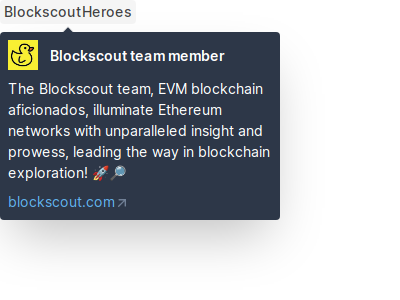 BlockscoutHeroes
Blockscout team member
The Blockscout team, EVM blockchain
aficionados, illuminate Ethereum
networks with unparalleled insight and
prowess, leading the way in blockchain
exploration! 🚀🔎
blockscout.com↗